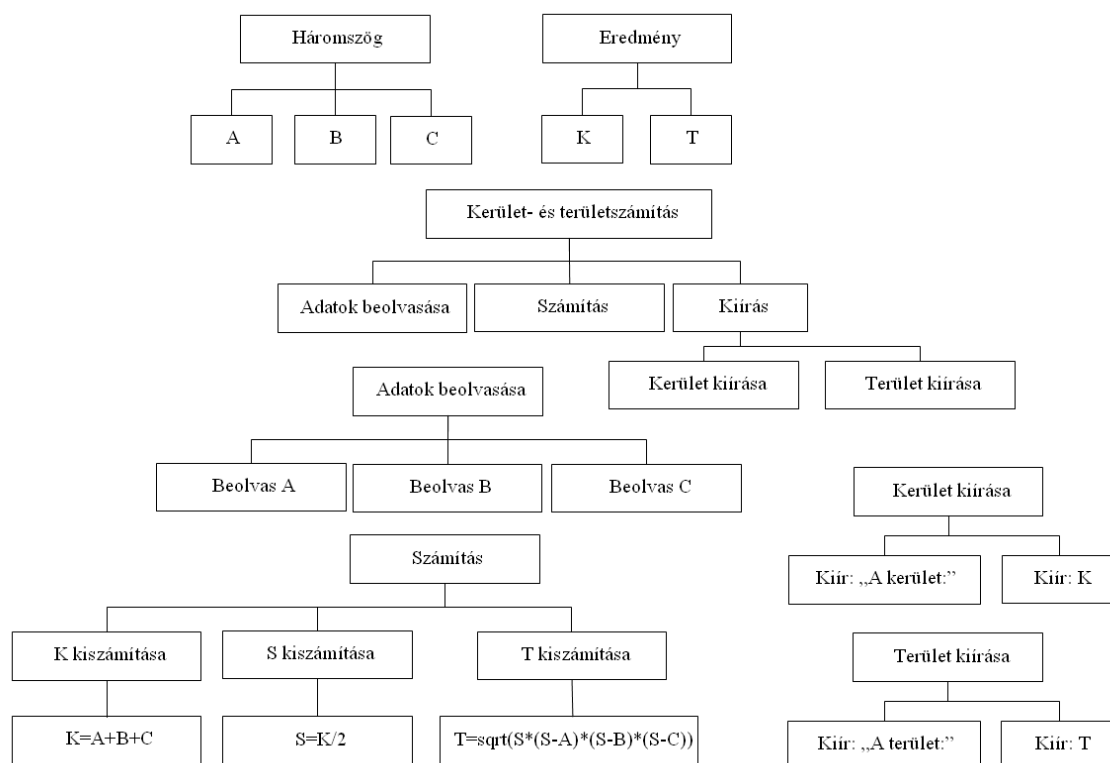 Háromszög
Eredmény
A
B
C
K
T
Kerület- és területszámítás
Adatok beolvasása
Számítás
Kiírás
Kerület kiírása
Terület kiírása
Adatok beolvasása
Beolvas A
Beolvas B
Beolvas C
Kerület kiírása
Kiír: „A kerület:”
Kiír: K
Számítás
K kiszámítása
S kiszámítása
T kiszámítása
K=A+B+C
S=K/2
T=sqrt(S*(S-A)*(S-B)*(S-C))
Terület kiírása
Kiír: „A terület:”
Kiír: T